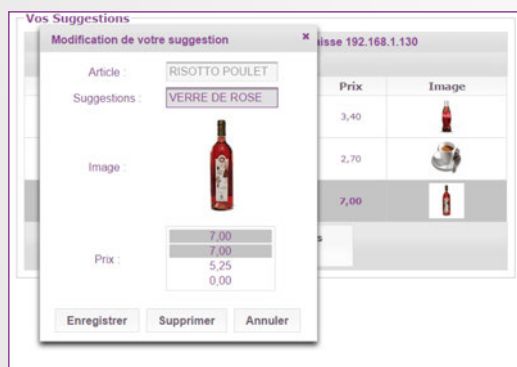 Vos Suggestions
Modification de votre suggestion ×
isse 192.168.1.130
Article : RISOTTO POULET
Suggestions : VERRE DE ROSE
Image :
Prix :
7,00
7,00
5,25
0,00
Enregistrer Supprimer Annuler
Prix Image
3,40
2,70
7,00
s